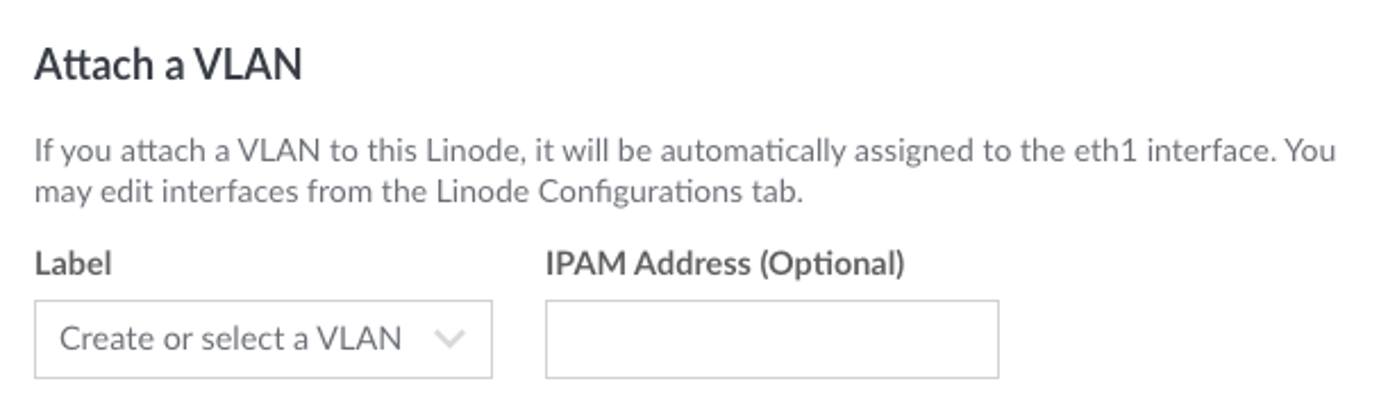 Attach a VLAN
If you attach a VLAN to this Linode, it will be automatically assigned to the eth1 interface. You
may edit interfaces from the Linode Configurations tab.
Label IPAM Address (Optional)
Create or select a VLAN